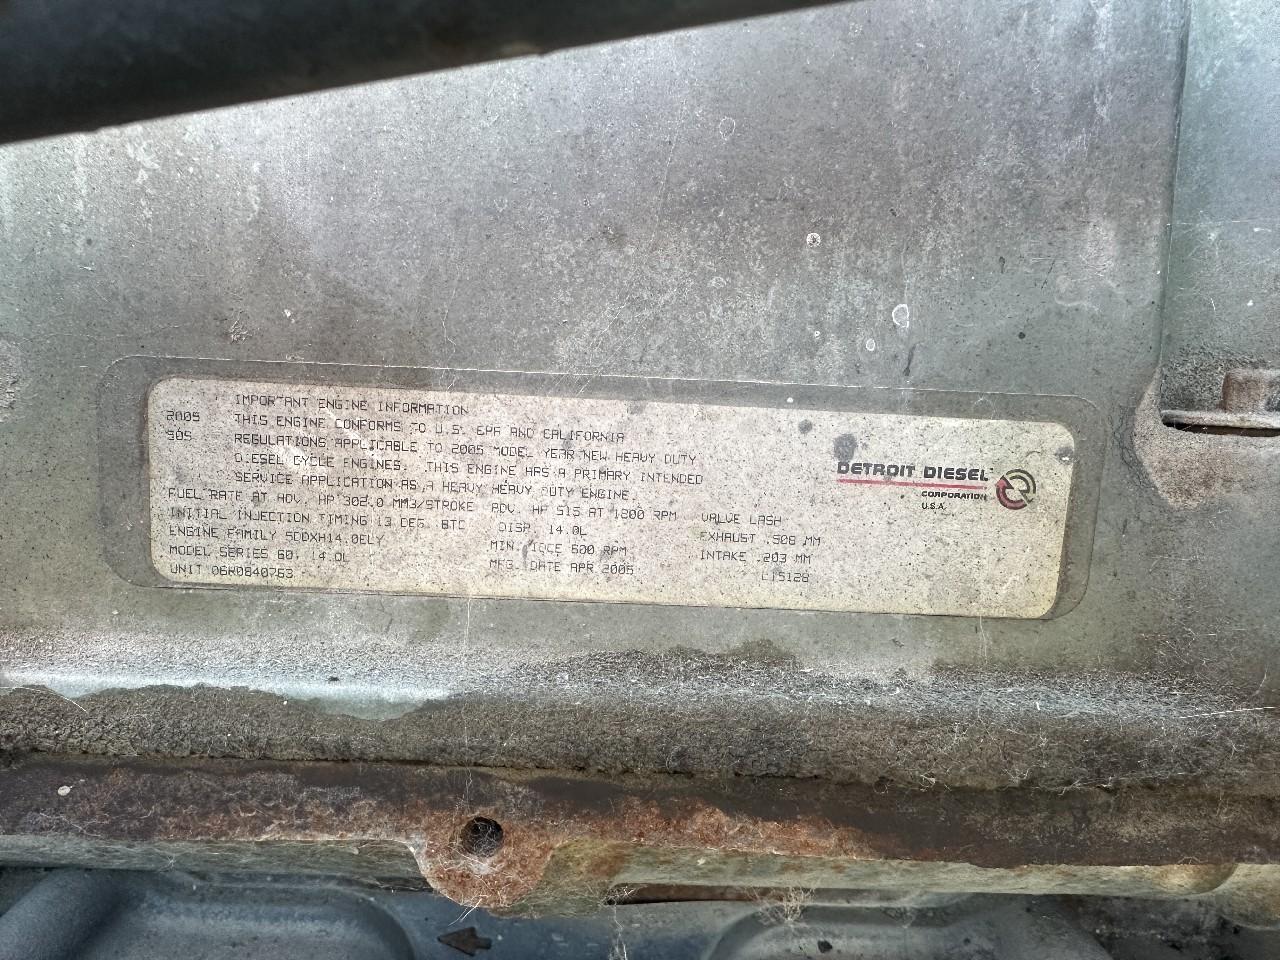 IMPORTANT ENGINE INFORMATION
2005 THIS ENGINE CONFORMS TO U.S. EPA AND CALIFORNIA
50S REGULATIONS APPLICABLE TO 2005 MODEL YEAR NEW HEAVY DUTY
DIESEL CYCLE ENGINES. THIS ENGINE HAS A PRIMARY INTENDED
SERVICE APPLICATION AS A HEAVY HEAVY DUTY ENGINE.
FUEL RATE AT ADV. HP 302.0 MM3/STROKE ADV. HP 515 AT 1800 RPM VALVE LASH
INITIAL INJECTION TIMING 13 DEG. BTC DISP. 14.0L EXHAUST .508 MM
ENGINE FAMILY 5DDXH14.0ELY MIN. IDLE 600 RPM INTAKE .203 MM
MODEL SERIES 60, 14.0L MFG. DATE APR 2005 L15128
UNIT 06R0840763
DETROIT DIESEL
CORPORATION
U.S.A.